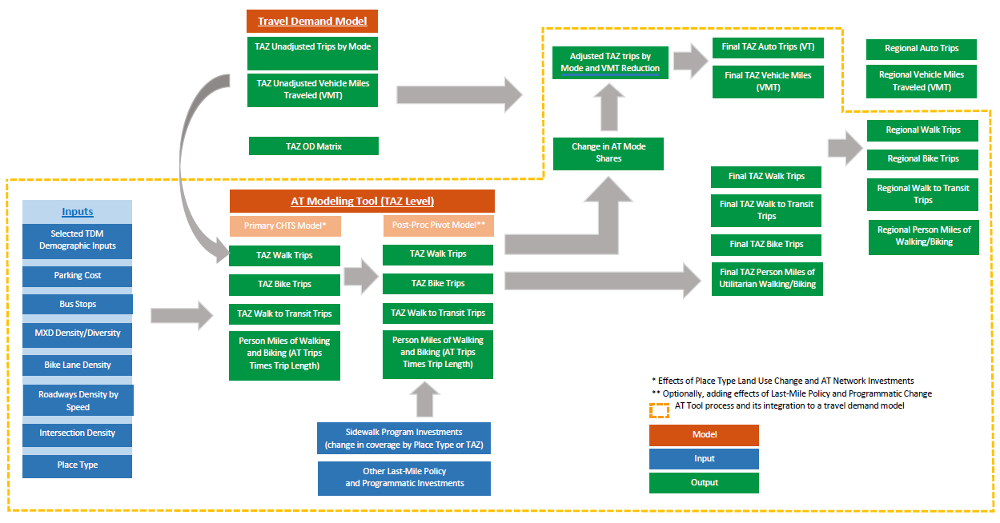 Travel Demand Model
TAZ Unadjusted Trips by Mode
TAZ Unadjusted Vehicle Miles
Traveled (VMT)
TAZ OD Matrix
Adjusted TAZ trips by
Mode and VMT Reduction
Change in AT Mode
Shares
Final TAZ Auto Trips (VT)
Final TAZ Vehicle Miles
(VMT)
Regional Auto Trips
Regional Vehicle Miles
Traveled (VMT)
Regional Walk Trips
Regional Bike Trips
Regional Walk to Transit
Trips
Regional Person Miles of
Walking/Biking
Final TAZ Walk Trips
Final TAZ Walk to Transit
Trips
Final TAZ Bike Trips
Final TAZ Person Miles of
Utilitarian Walking/Biking
Inputs
Selected TDM
Demographic Inputs
Parking Cost
Bus Stops
MXD Density/Diversity
Bike Lane Density
Roadways Density by
Speed
Intersection Density
Place Type
AT Modeling Tool (TAZ Level)
Primary CHTS Model*
TAZ Walk Trips
TAZ Bike Trips
TAZ Walk to Transit Trips
Person Miles of Walking
and Biking (AT Trips
Times Trip Length)
Post-Proc Pivot Model**
TAZ Walk Trips
TAZ Bike Trips
TAZ Walk to Transit Trips
Person Miles of Walking
and Biking (AT Trips
Times Trip Length)
Sidewalk Program Investments
(change in coverage by Place Type or TAZ)
Other Last-Mile Policy
and Programmatic Investments
* Effects of Place Type Land Use Change and AT Network Investments
** Optionally, adding effects of Last-Mile Policy and Programmatic Change
AT Tool process and its integration to a travel demand model
Model
Input
Output